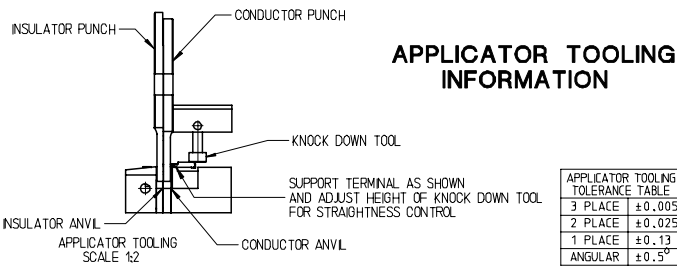 CONDUCTOR PUNCH
INSULATOR PUNCH
APPLICATOR TOOLING
INFORMATION
KNOCK DOWN TOOL
SUPPORT TERMINAL AS SHOWN
AND ADJUST HEIGHT OF KNOCK DOWN TOOL
FOR STRAIGHTNESS CONTROL
INSULATOR ANVIL
CONDUCTOR ANVIL
APPLICATOR TOOLING
SCALE 1:2
APPLICATOR TOOLING
TOLERANCE TABLE
3 PLACE ±0.005
2 PLACE ±0.025
1 PLACE ±0.13
ANGULAR ±0.5°